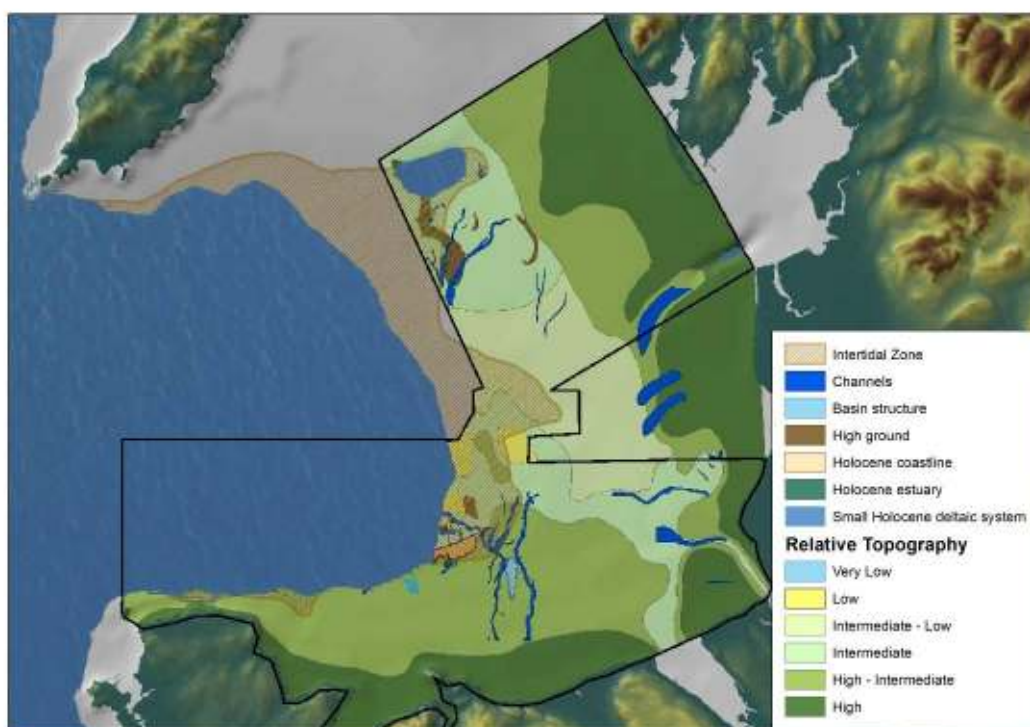 Intertidal Zone
Channels
Basin structure
High ground
Holocene coastline
Holocene estuary
Small Holocene deltaic system
Relative Topography
Very Low
Low
Intermediate - Low
Intermediate
High - Intermediate
High